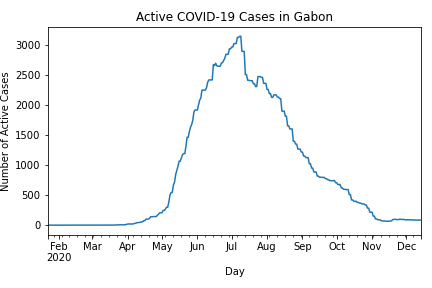 Active COVID-19 Cases in Gabon
Number of Active Cases
3000
2500
2000
1500
1000
500
0
Feb Mar Apr May Jun Jul Aug Sep Oct Nov Dec
2020
Day